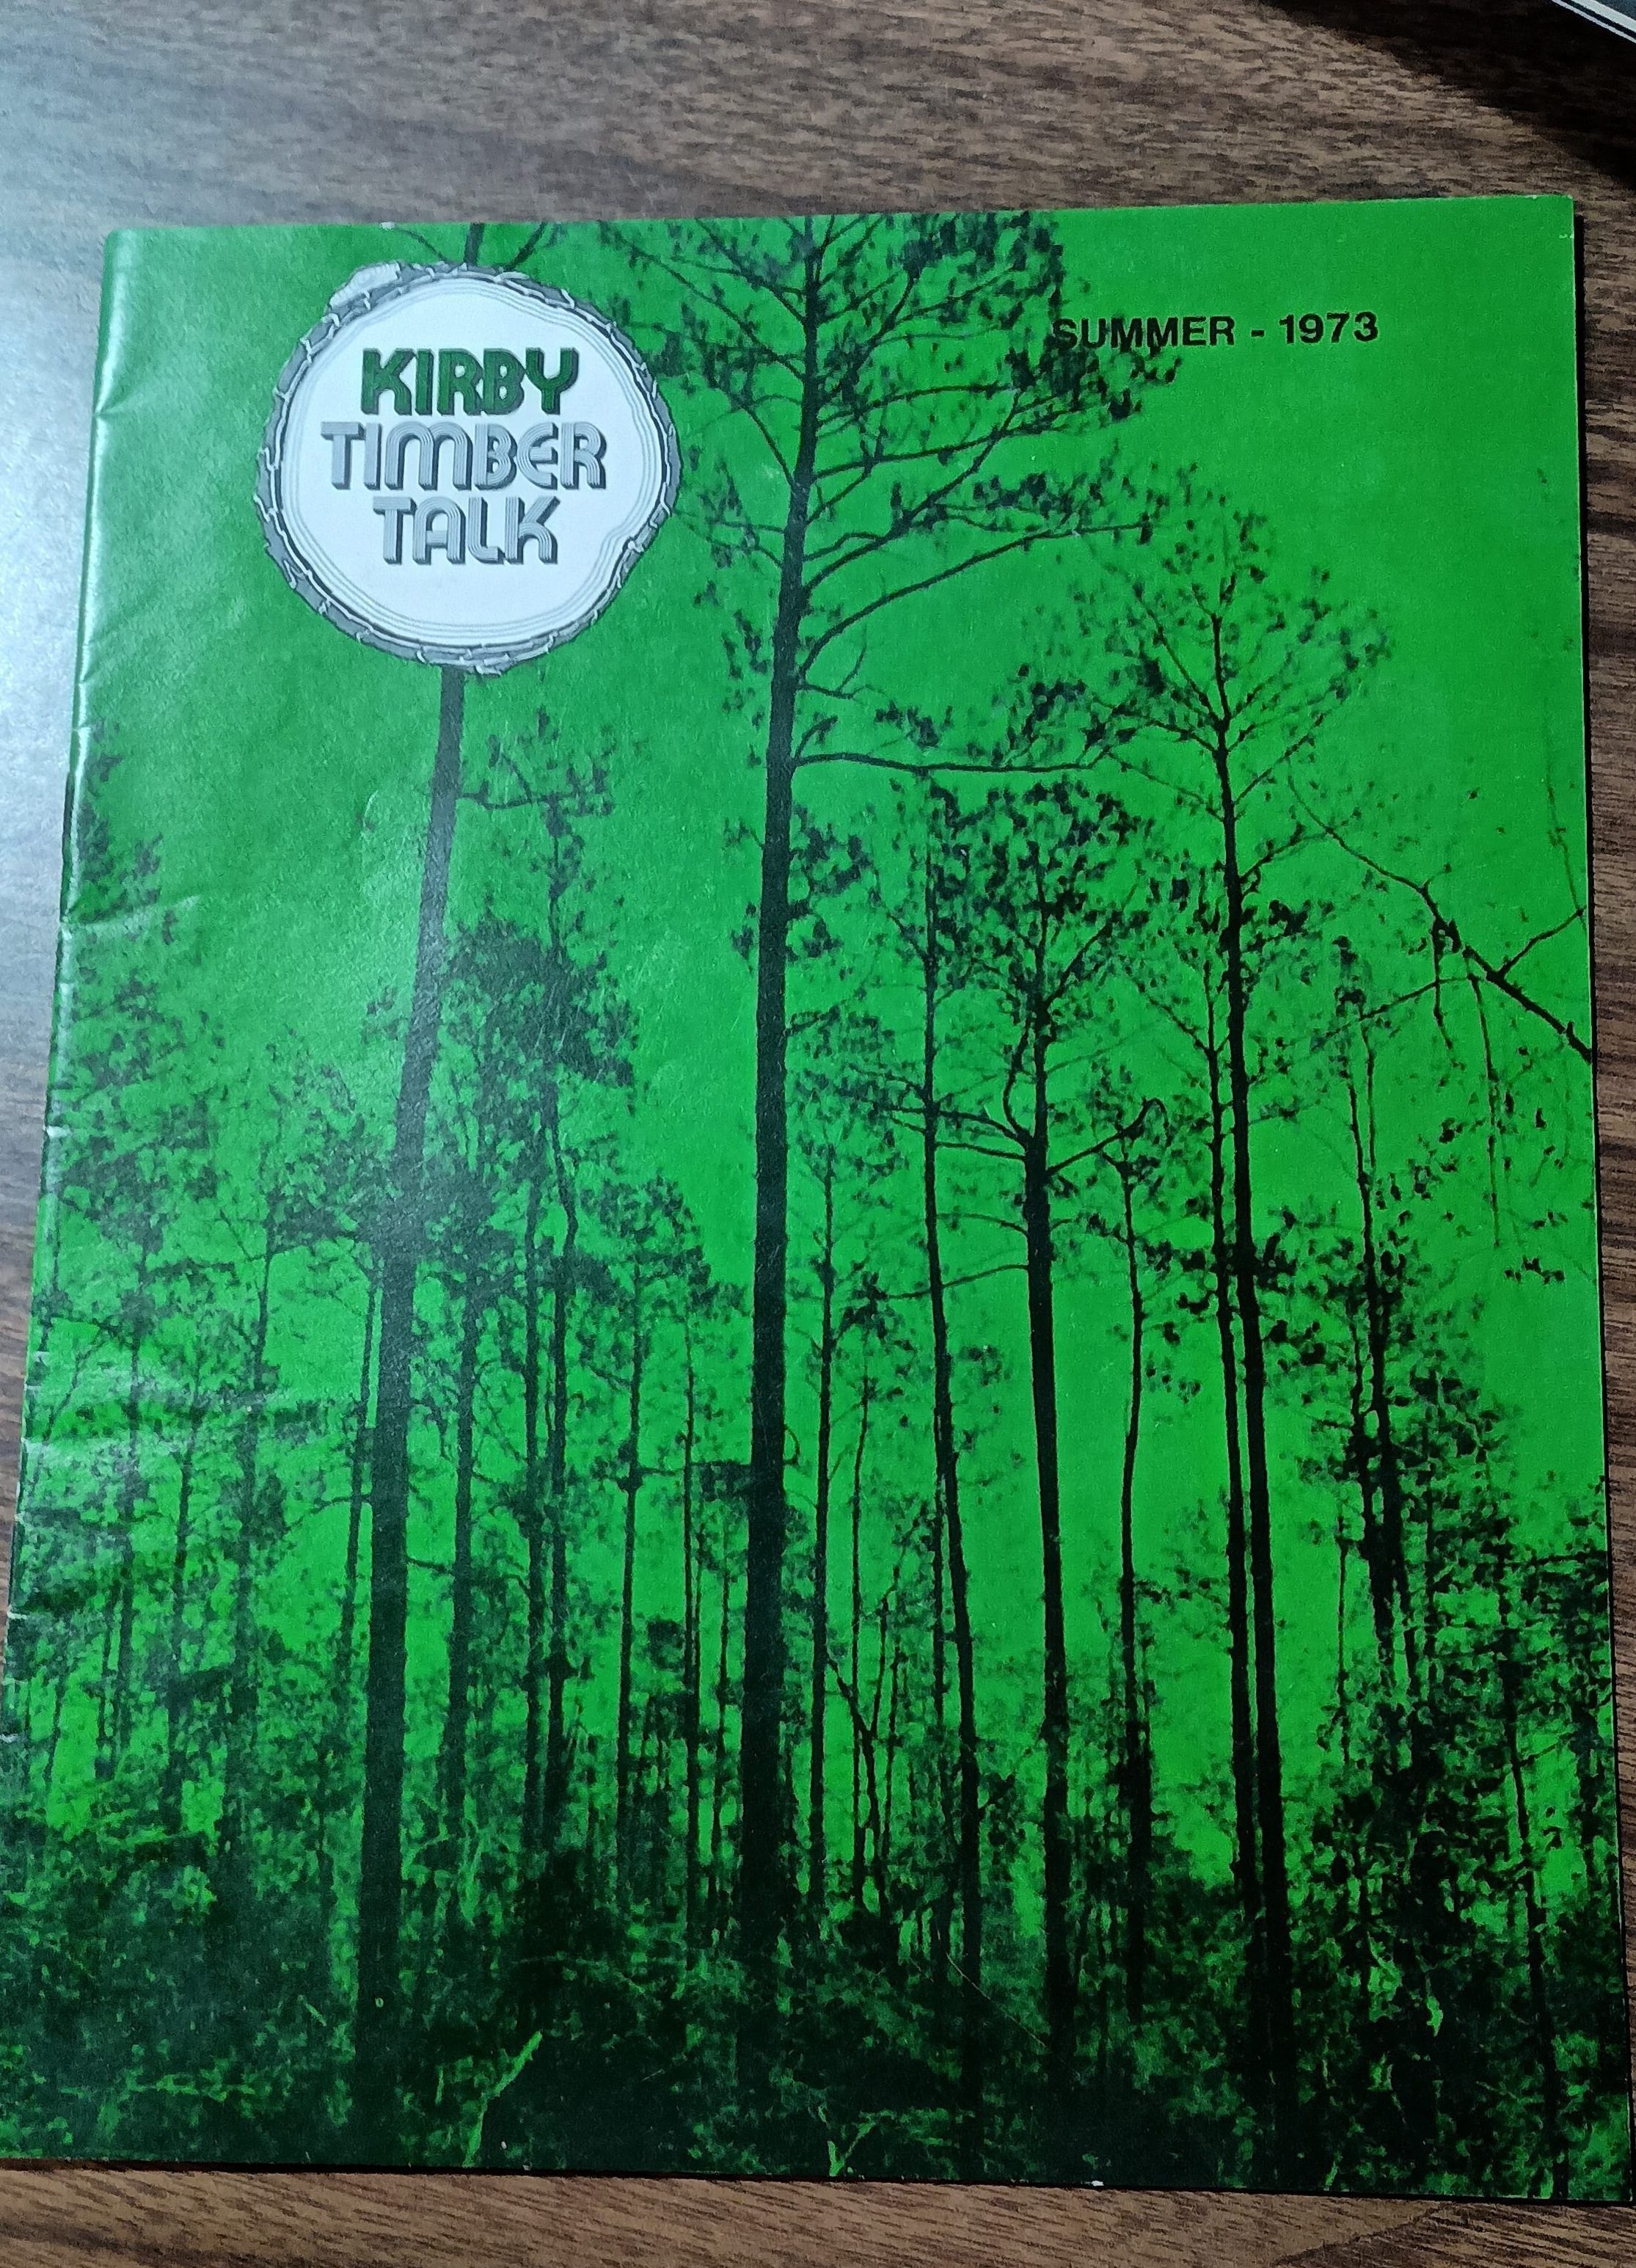 KIRBY
TIMBER
TALK
SUMMER - 1973